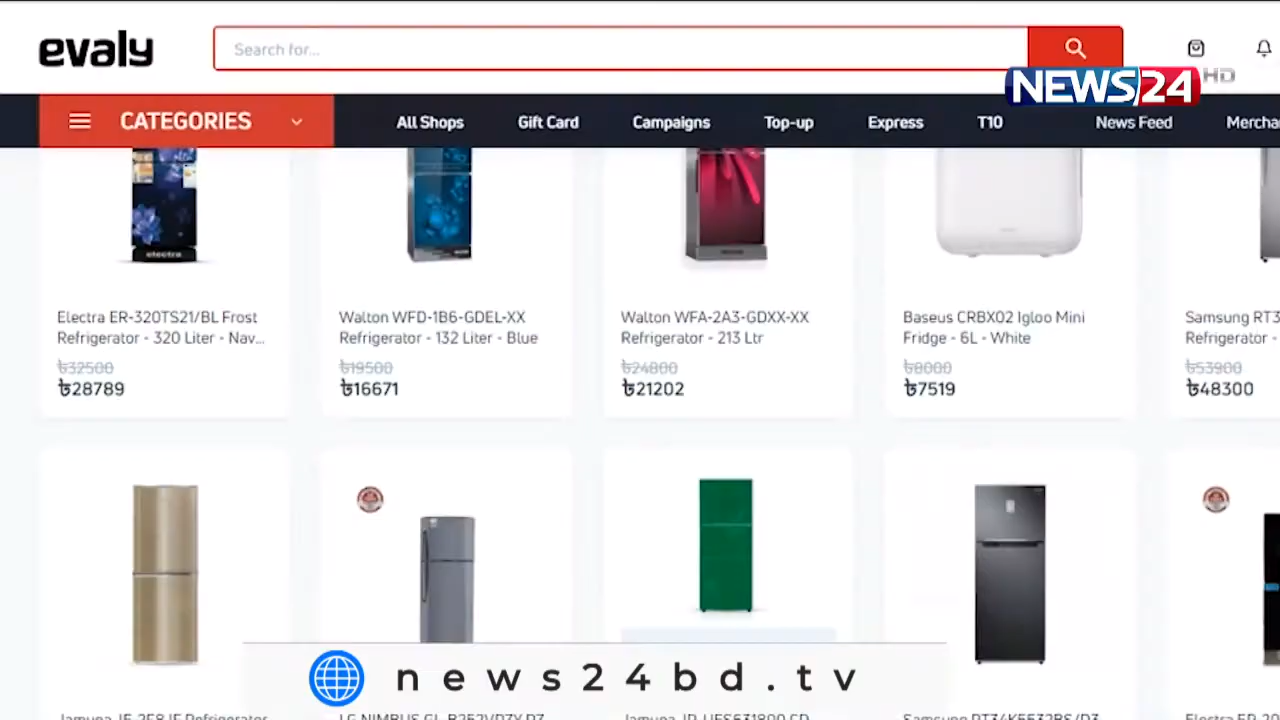 evaly
Search for...
NEWS24 HD
CATEGORIES
All Shops
Gift Card
Campaigns
Top-up
Express
T10
News Feed
electra
Electra ER-320TS21/BL Frost
Refrigerator - 320 Liter - Nav...
৳32500
৳28789
Walton WFD-1B6-GDEL-XX
Refrigerator - 132 Liter - Blue
৳19500
৳16671
Walton WFA-2A3-GDXX-XX
Refrigerator - 213 Ltr
৳24800
৳21202
Baseus CRBX02 Igloo Mini
Fridge - 6L - White
৳8000
৳7519
Samsung
Refrigerator -
৳53900
৳48300
news24bd.tv